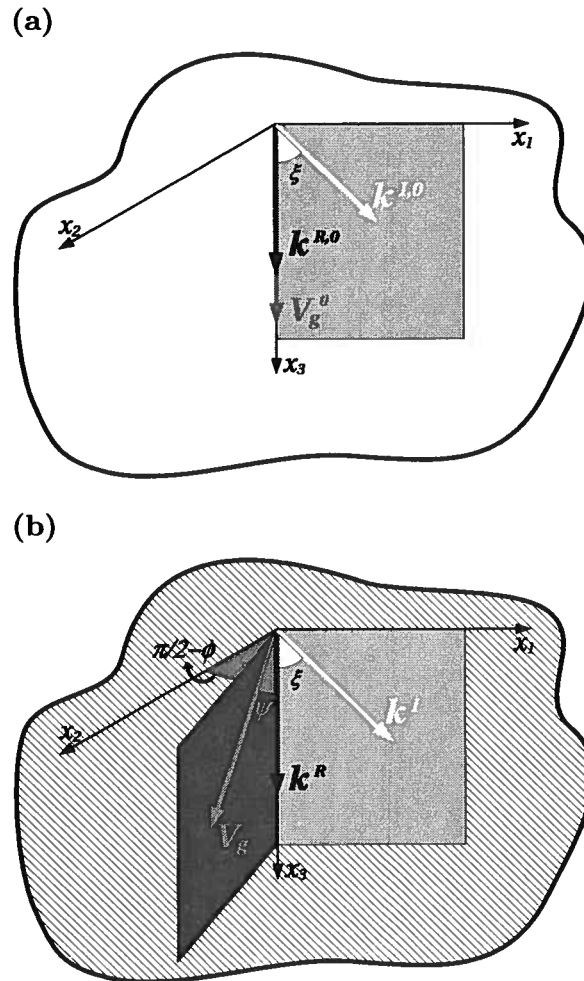 (a)
x₁
ξ
k^{I,0}
x₂
k^{R,0}
V_g^0
x₃
(b)
π/2-ϕ
x₁
ξ
ψ
k^I
x₂
k^R
V_g
x₃